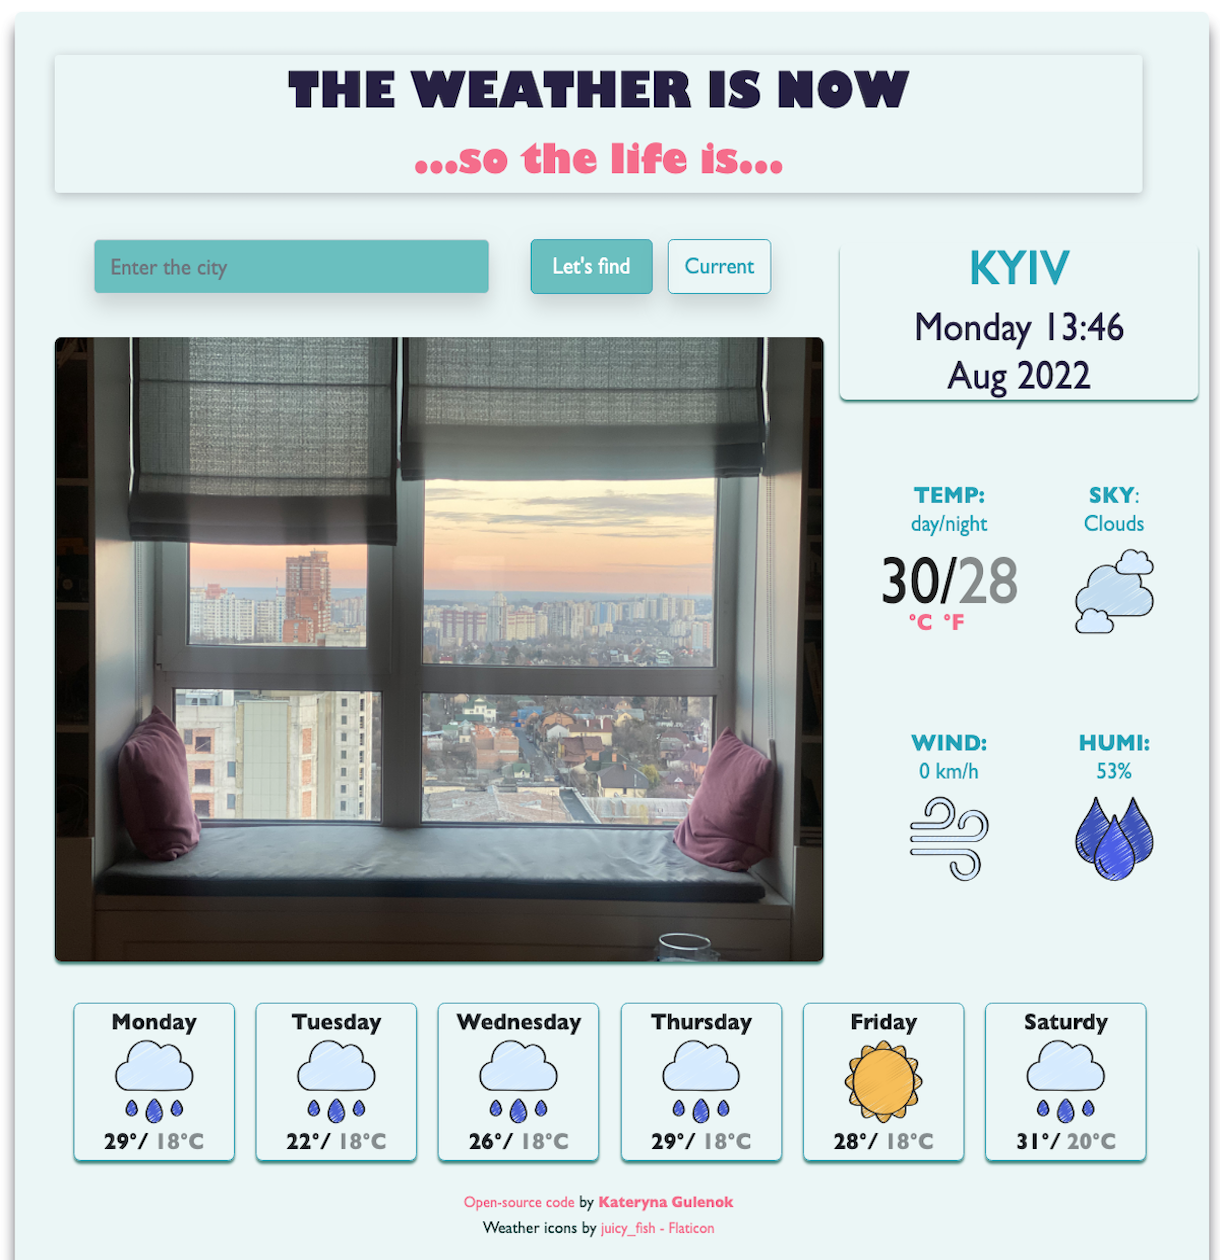 THE WEATHER IS NOW
...so the life is...
Enter the city
Let's find
Current
KYIV
Monday 13:46
Aug 2022
TEMP:
day/night
30/28
°C °F
SKY:
Clouds
WIND:
0 km/h
HUMI:
53%
Monday
29°/ 18°C
Tuesday
22°/ 18°C
Wednesday
26°/ 18°C
Thursday
29°/ 18°C
Friday
28°/ 18°C
Saturdy
31°/ 20°C
Open-source code by Kateryna Gulenok
Weather icons by juicy_fish - Flaticon